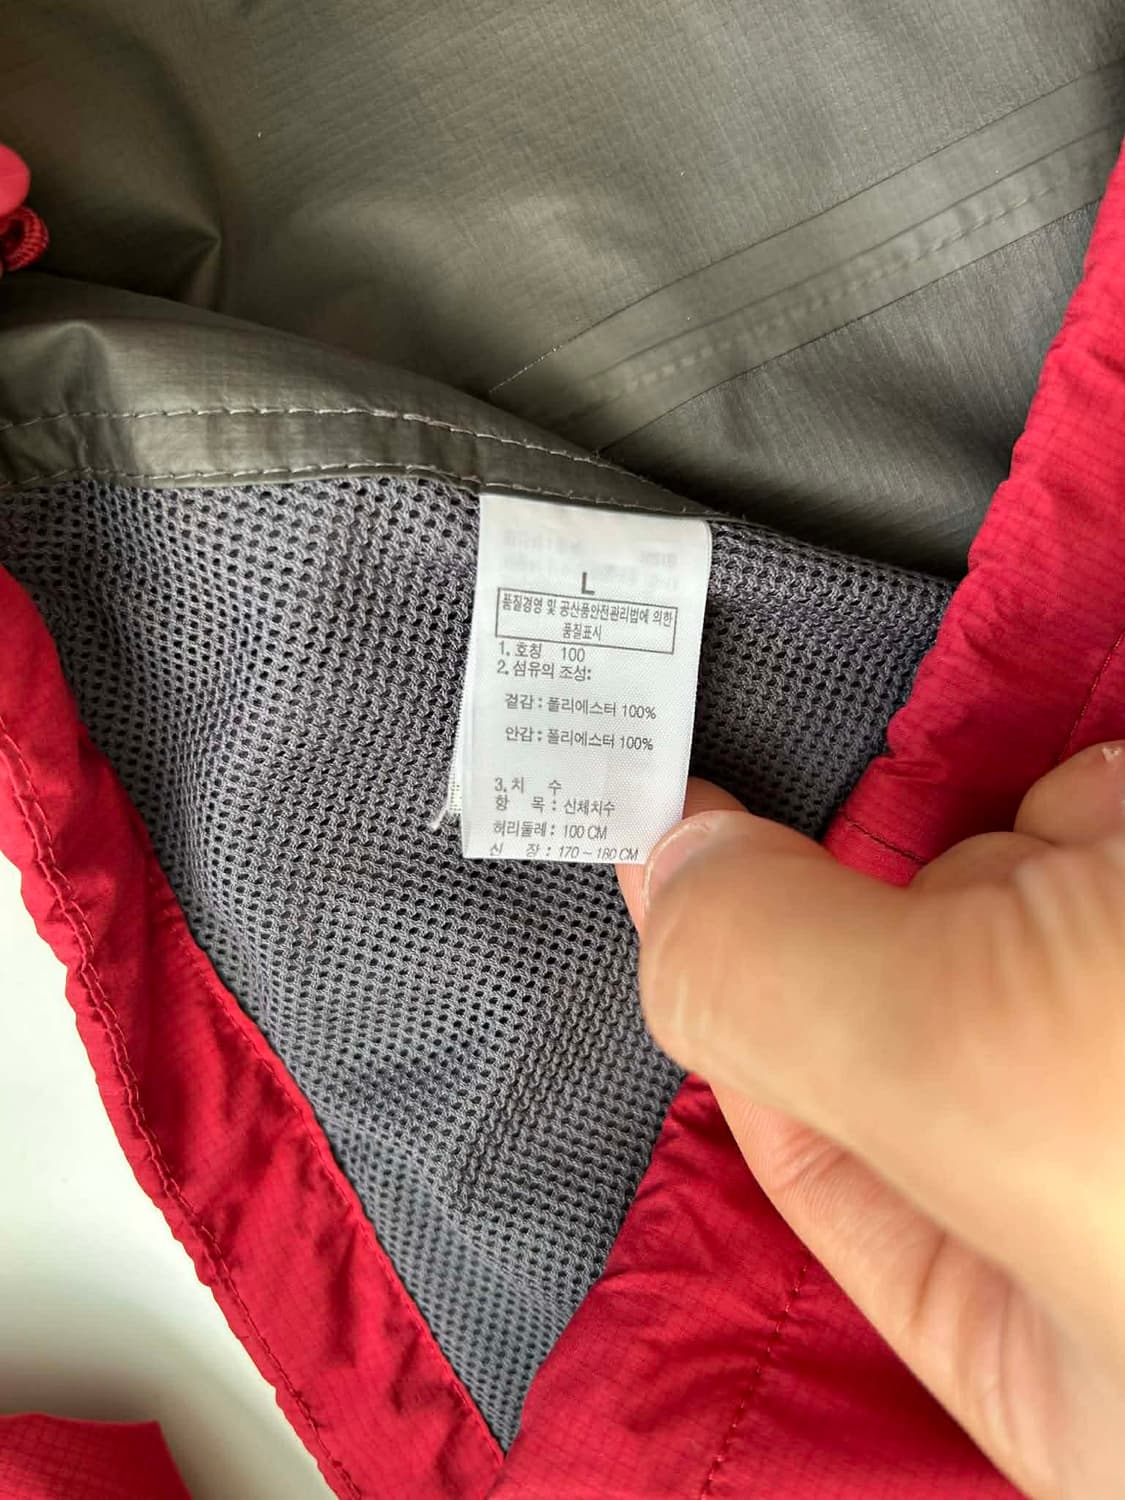 L
품질경영 및 공산품안전관리법에 의한
품질표시
1. 호칭 100
2. 섬유의 조성:
겉감 : 폴리에스터 100%
안감 : 폴리에스터 100%
3. 치 수
항 목 : 신체치수
허리둘레 : 100 CM
신 장 : 170 ~ 180 CM